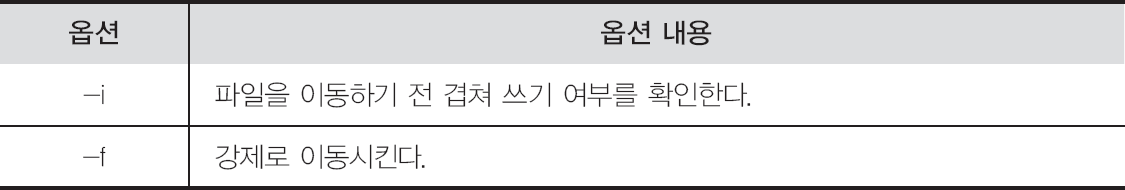 옵션 옵션 내용
–i 파일을 이동하기 전 겹쳐 쓰기 여부를 확인한다.
–f 강제로 이동시킨다.